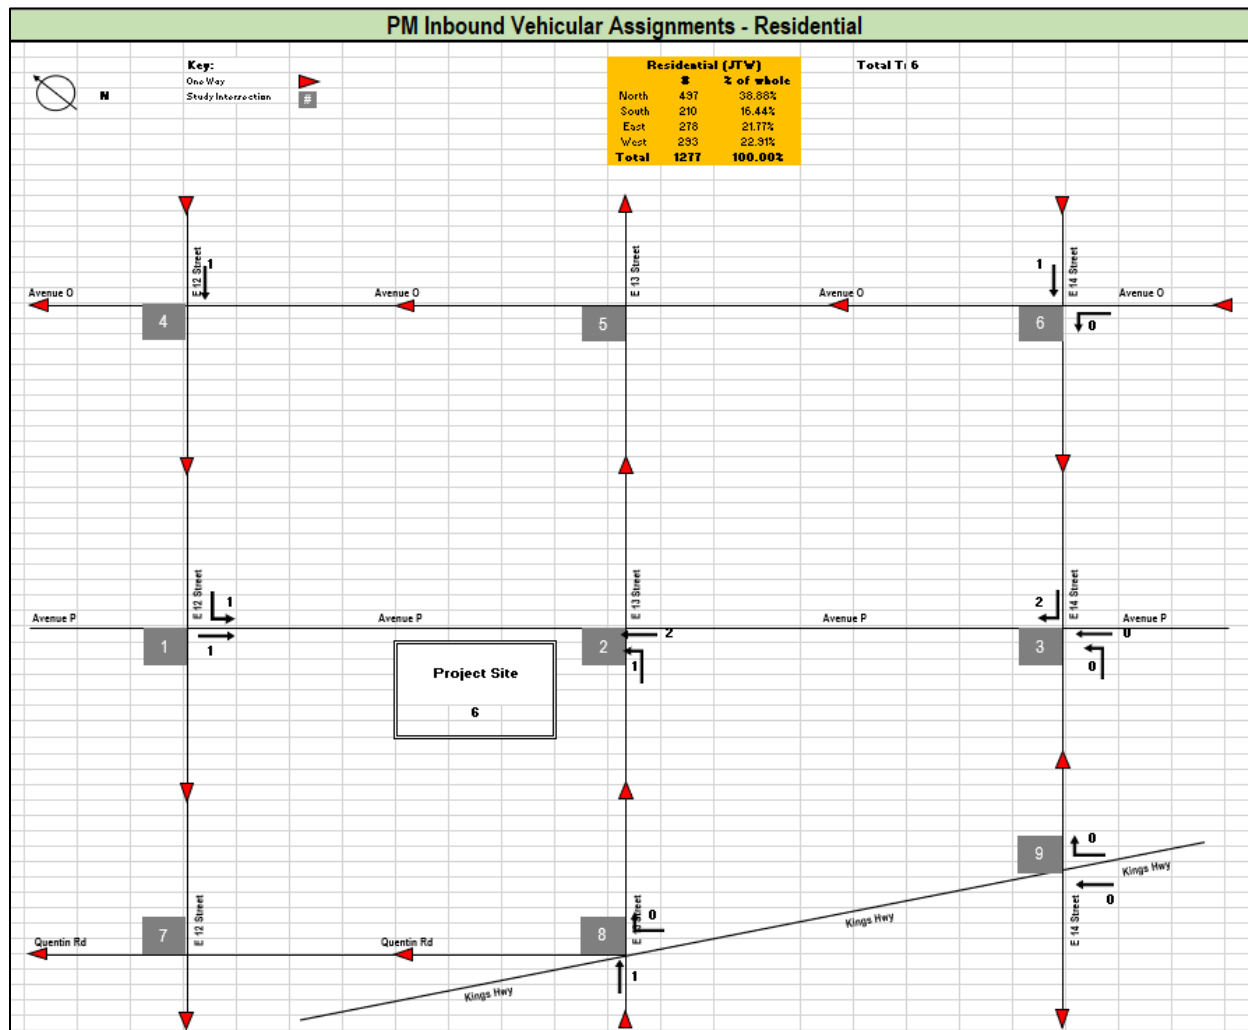 PM Inbound Vehicular Assignments - Residential
Key:
One Way
N
Study Intersection #
Residential (JTW)
# % of whole
North 497 38.88%
South 210 16.44%
East 278 21.77%
West 293 22.91%
Total 1277 100.00%
Total T 6
E 12 Street
1
E 13 Street
1
E 14 Street
Avenue O
Avenue O
Avenue O
Avenue O
4
5
6
0
E 12 Street
1
E 13 Street
2
E 14 Street
Avenue P
Avenue P
Avenue P
Avenue P
1
1
2
2
1
3
0
0
Project Site
6
9
0
Kings Hwy
0
E 14 Street
Kings Hwy
7
E 12 Street
8
0
Quentin Rd
Quentin Rd
1
Kings Hwy